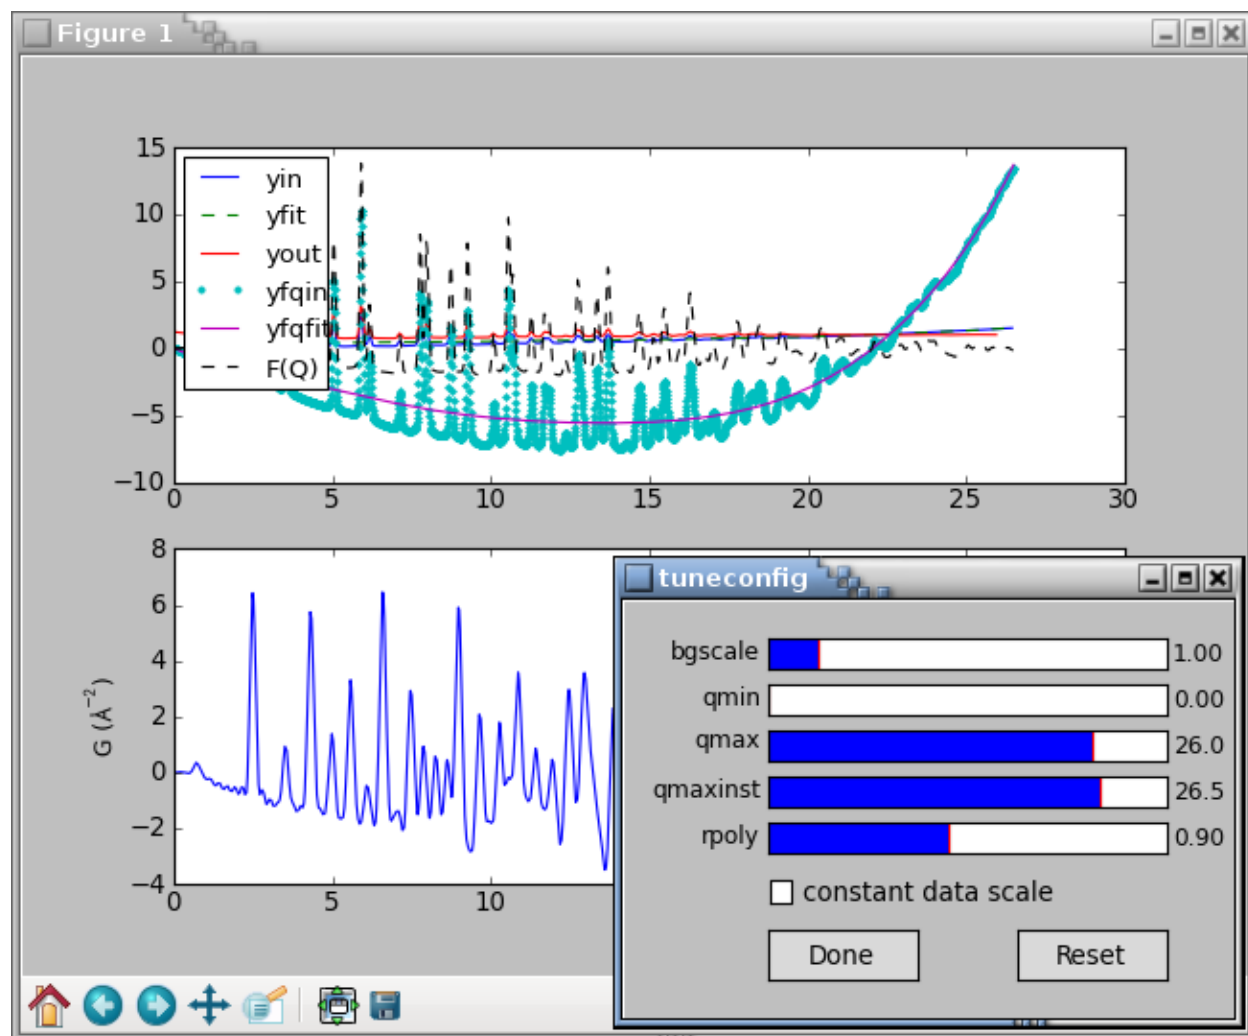 Figure 1
15
10
5
0
−5
−10
yin
yfit
yout
yfqin
yfqfit
F(Q)
0 5 10 15 20 25 30
8
6
4
2
0
−2
−4
G (Å⁻²)
0 5 10
tuneconfig
bgscale 1.00
qmin 0.00
qmax 26.0
qmaxinst 26.5
rpoly 0.90
constant data scale
Done Reset